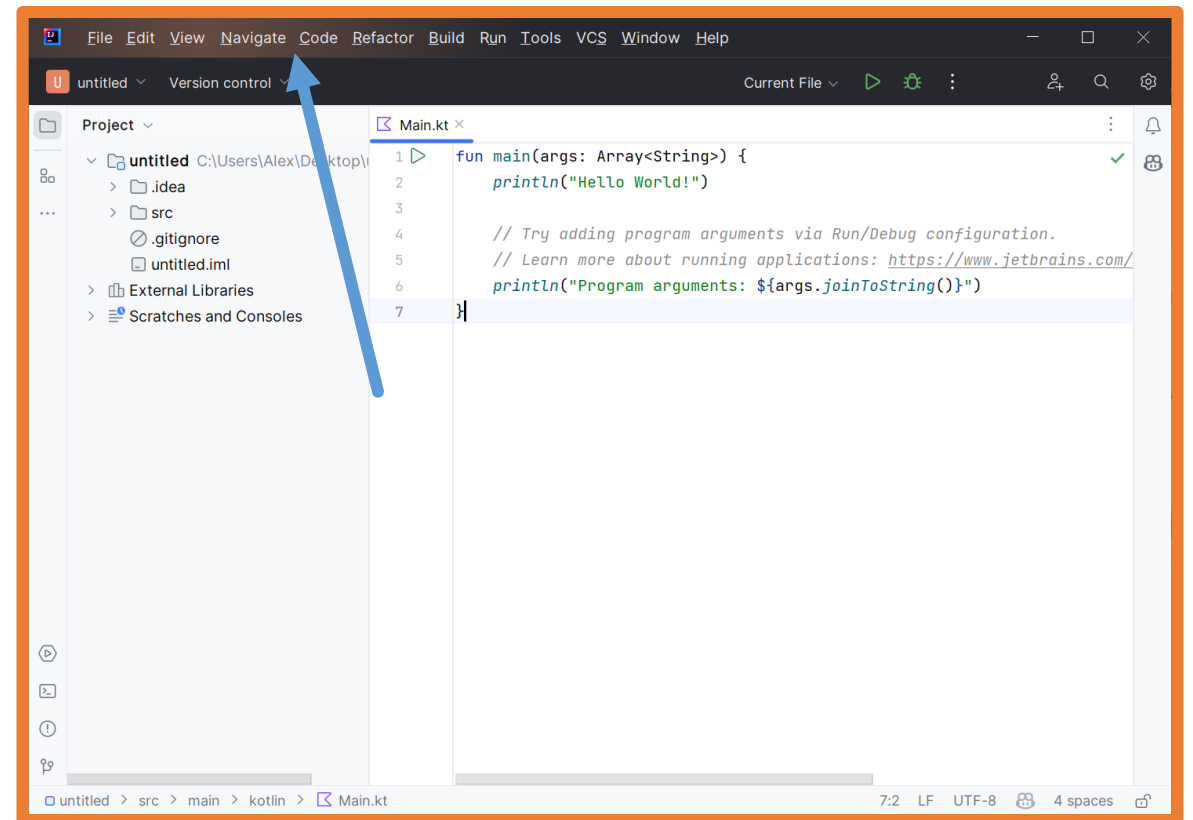 File Edit View Navigate Code Refactor Build Run Tools VCS Window Help
U untitled Version control Current File
Project
Main.kt
untitled C:\Users\Alex\Desktop\
.idea
src
.gitignore
untitled.iml
External Libraries
Scratches and Consoles
1 fun main(args: Array<String>) {
2 println("Hello World!")
3
4 // Try adding program arguments via Run/Debug configuration.
5 // Learn more about running applications: https://www.jetbrains.com/
6 println("Program arguments: ${args.joinToString()}")
7 }
untitled > src > main > kotlin > Main.kt 7:2 LF UTF-8 4 spaces